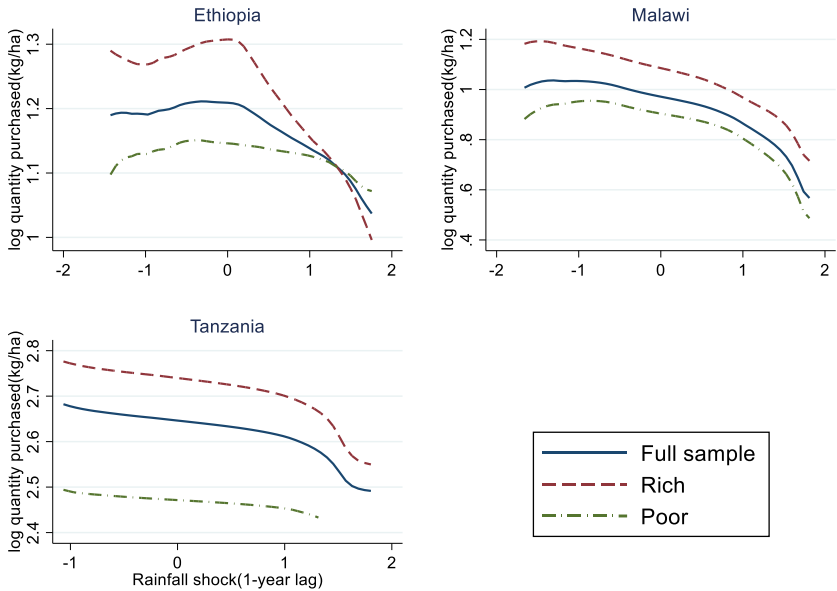 Ethiopia
log quantity purchased(kg/ha)
1.3
1.2
1.1
1
-2 -1 0 1 2
Malawi
log quantity purchased(kg/ha)
1.2
1
.8
.6
.4
-2 -1 0 1 2
Tanzania
log quantity purchased(kg/ha)
2.8
2.7
2.6
2.5
2.4
-1 0 1 2
Rainfall shock(1-year lag)
Full sample
Rich
Poor